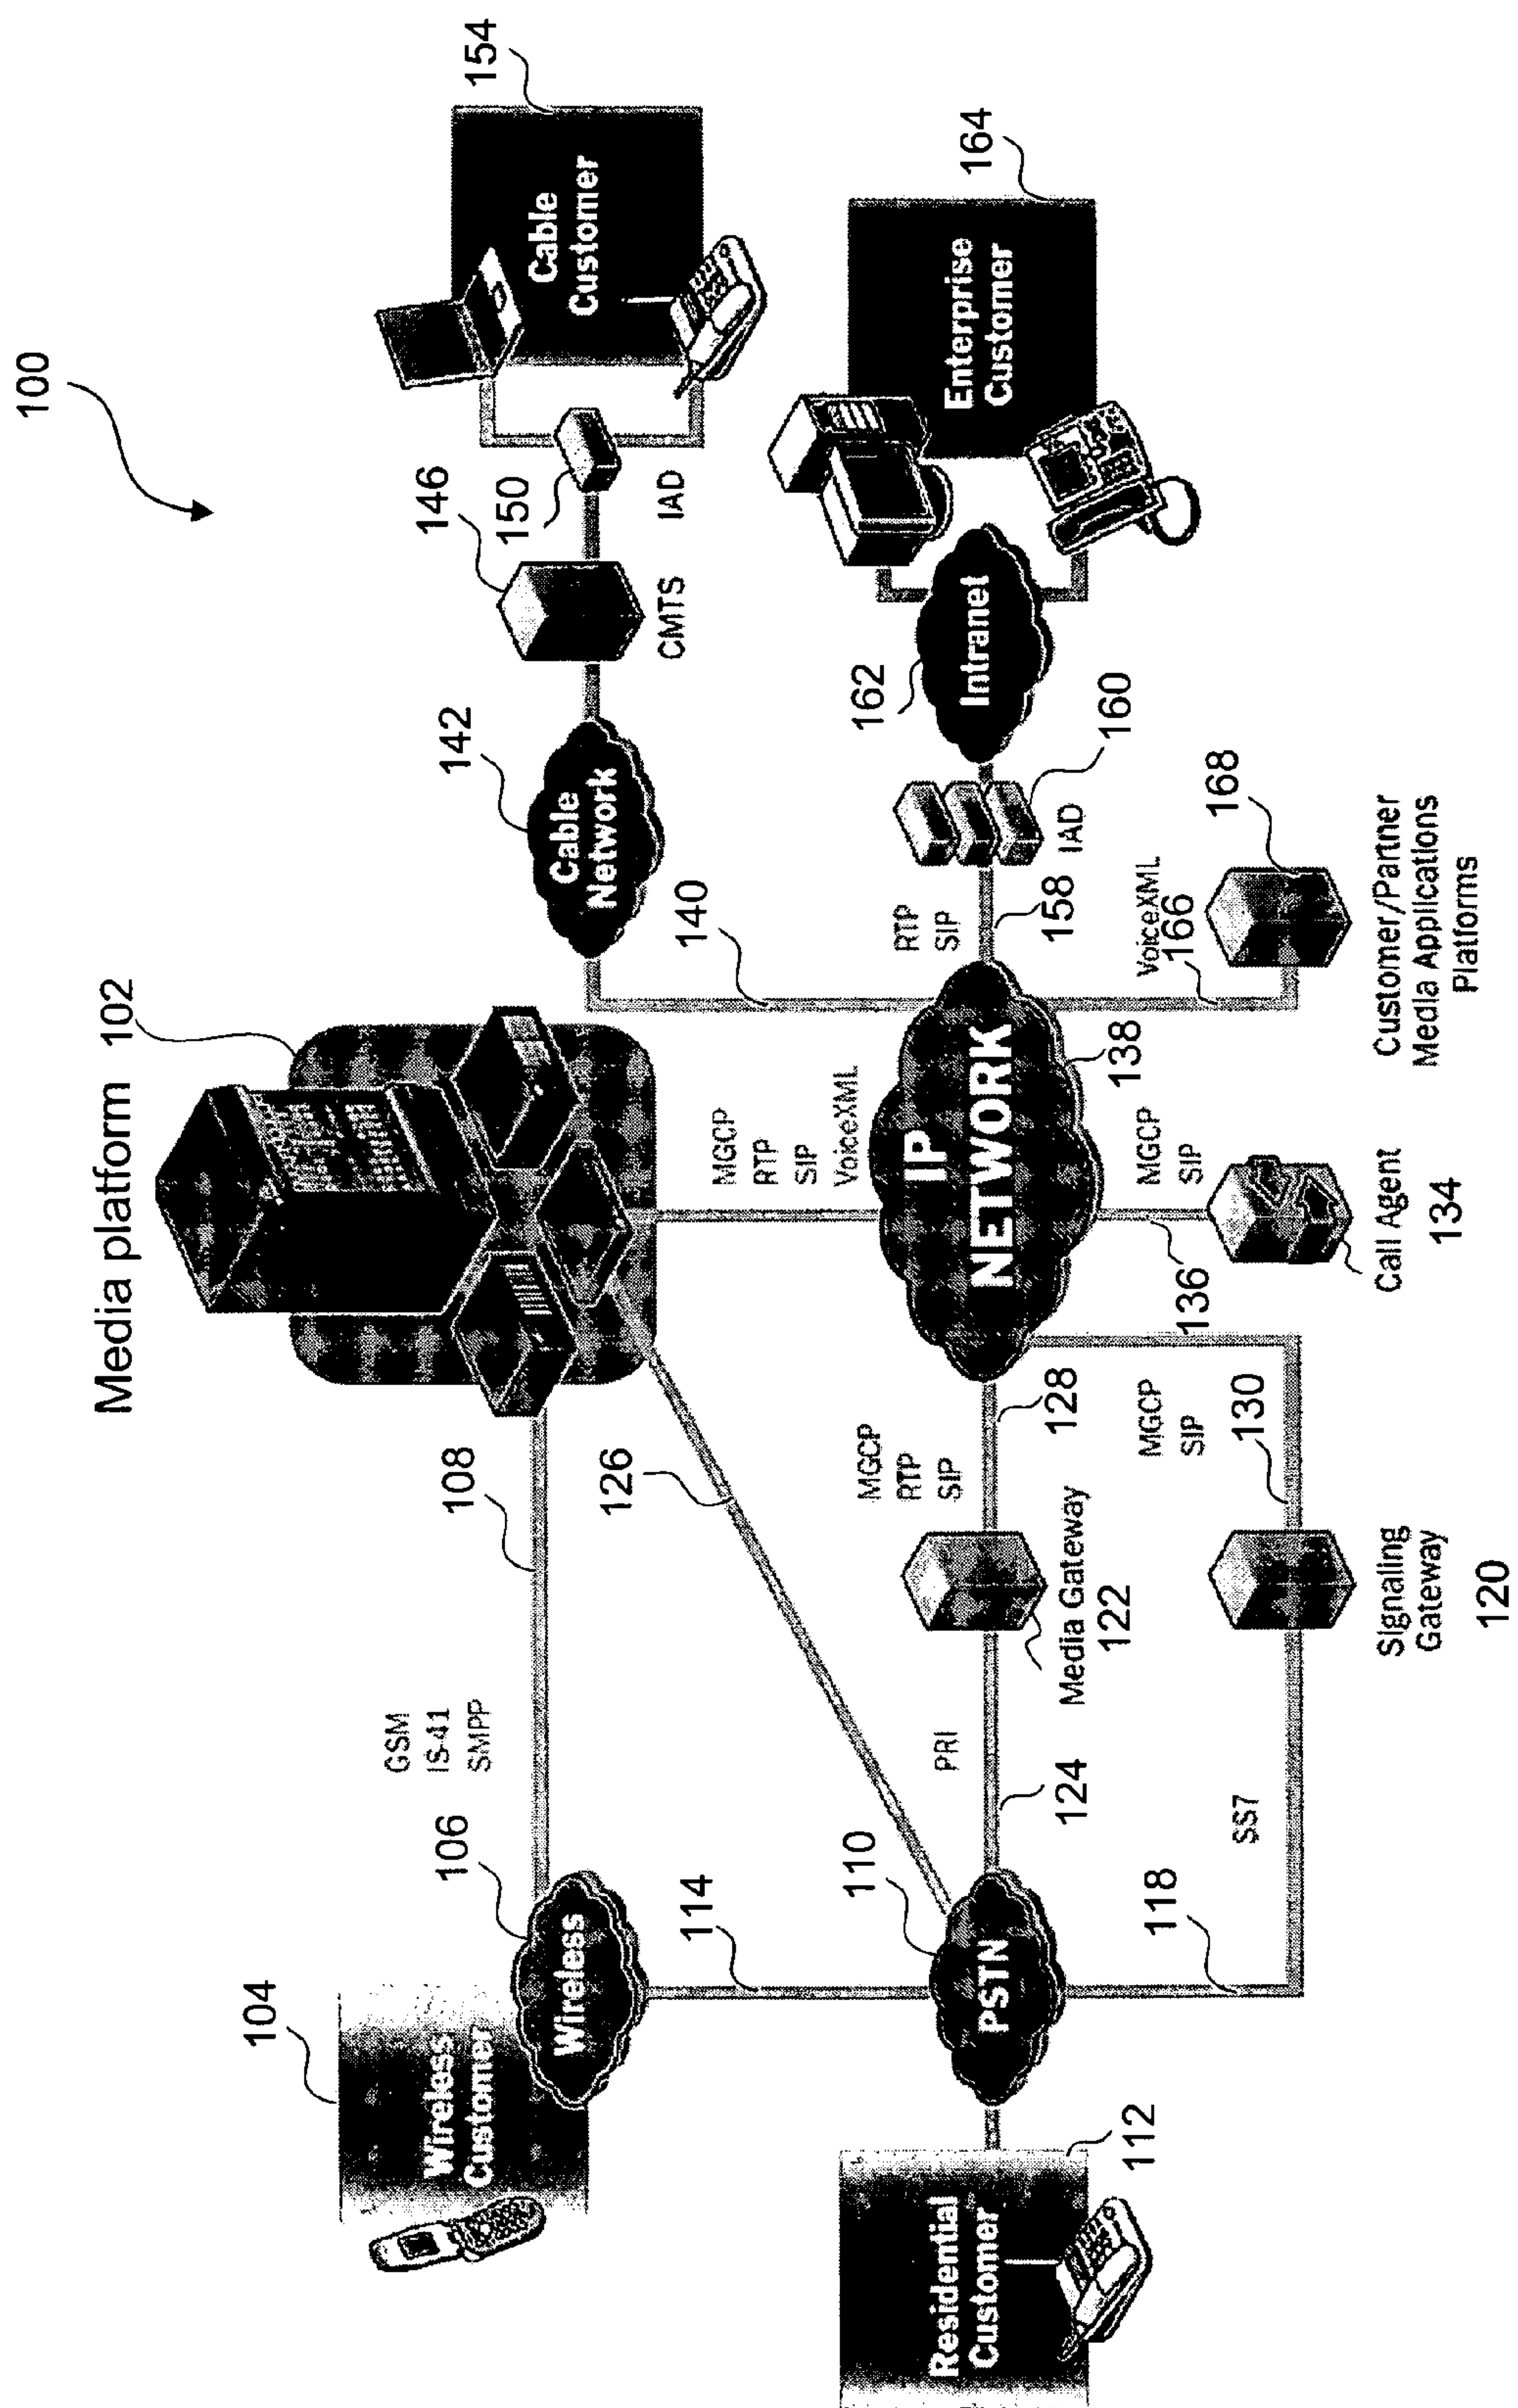 100
Media platform 102
154
Cable
Customer
146
150
IAD
CMTS
142
Cable
Network
140
104
Wireless
Customer
106
Wireless
GSM
IS-41
SMPP
108
126
114
MGCP
RTP
SIP
VoiceXML
164
Enterprise
Customer
162
Intranet
160
IAD
RTP
SIP
158
IP
NETWORK
138
MGCP
RTP
SIP
128
Media Gateway
122
PRI
124
110
PSTN
Residential
Customer
112
118
SS7
MGCP
SIP
130
Signaling
Gateway
120
MGCP
SIP
136
Call Agent
134
VoiceXML
166
168
Customer/Partner
Media Applications
Platforms